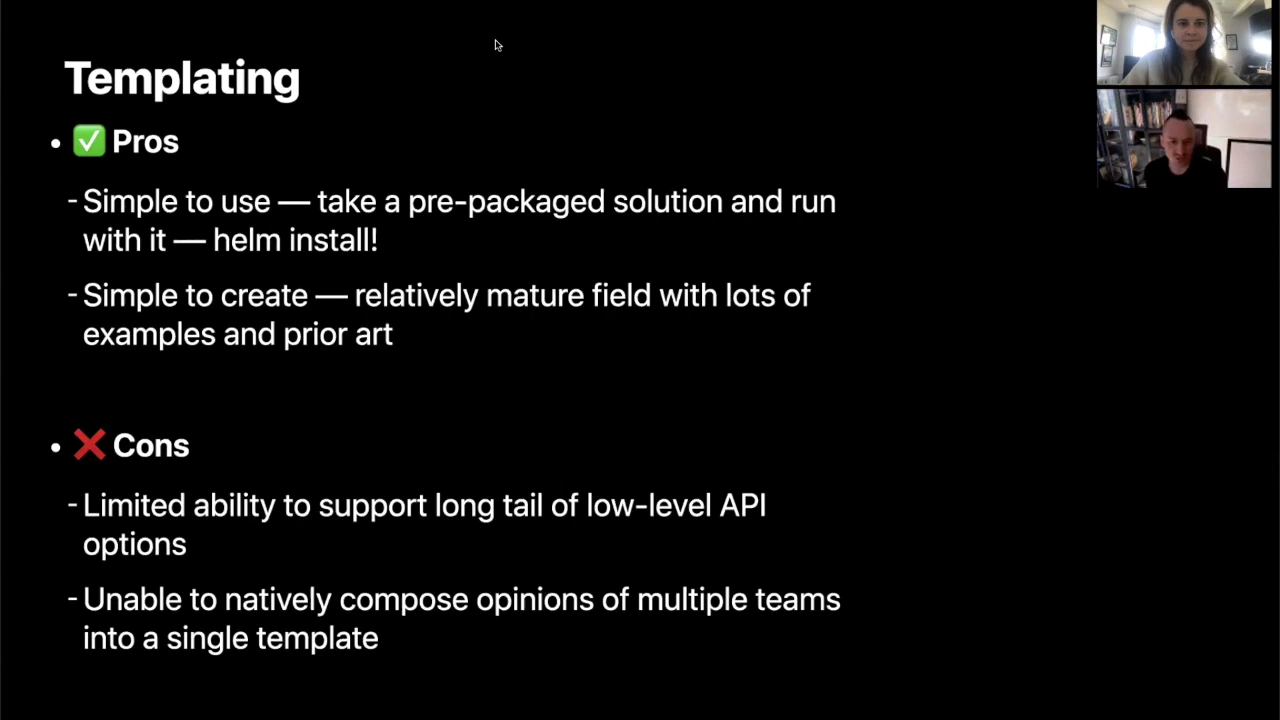 Templating
• ✅ Pros
- Simple to use — take a pre-packaged solution and run
with it — helm install!
- Simple to create — relatively mature field with lots of
examples and prior art
• ❌ Cons
- Limited ability to support long tail of low-level API
options
- Unable to natively compose opinions of multiple teams
into a single template